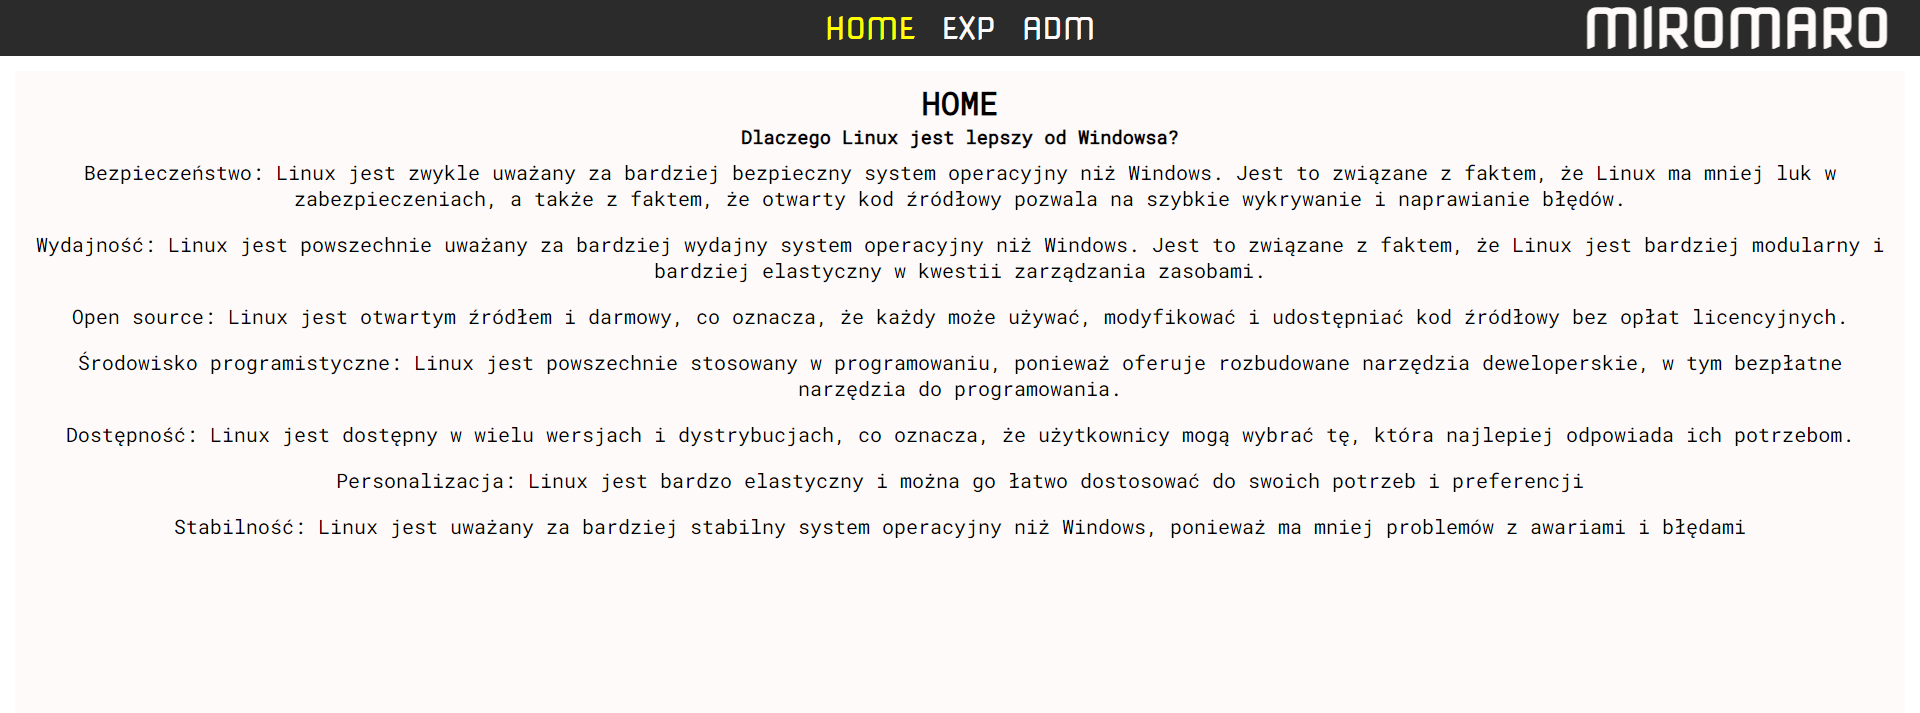 HOME EXP ADM MIROMARO
HOME
Dlaczego Linux jest lepszy od Windowsa?
Bezpieczeństwo: Linux jest zwykle uważany za bardziej bezpieczny system operacyjny niż Windows. Jest to związane z faktem, że Linux ma mniej luk w
zabezpieczeniach, a także z faktem, że otwarty kod źródłowy pozwala na szybkie wykrywanie i naprawianie błędów.
Wydajność: Linux jest powszechnie uważany za bardziej wydajny system operacyjny niż Windows. Jest to związane z faktem, że Linux jest bardziej modularny i
bardziej elastyczny w kwestii zarządzania zasobami.
Open source: Linux jest otwartym źródłem i darmowy, co oznacza, że każdy może używać, modyfikować i udostępniać kod źródłowy bez opłat licencyjnych.
Środowisko programistyczne: Linux jest powszechnie stosowany w programowaniu, ponieważ oferuje rozbudowane narzędzia deweloperskie, w tym bezpłatne
narzędzia do programowania.
Dostępność: Linux jest dostępny w wielu wersjach i dystrybucjach, co oznacza, że użytkownicy mogą wybrać tę, która najlepiej odpowiada ich potrzebom.
Personalizacja: Linux jest bardzo elastyczny i można go łatwo dostosować do swoich potrzeb i preferencji
Stabilność: Linux jest uważany za bardziej stabilny system operacyjny niż Windows, ponieważ ma mniej problemów z awariami i błędami